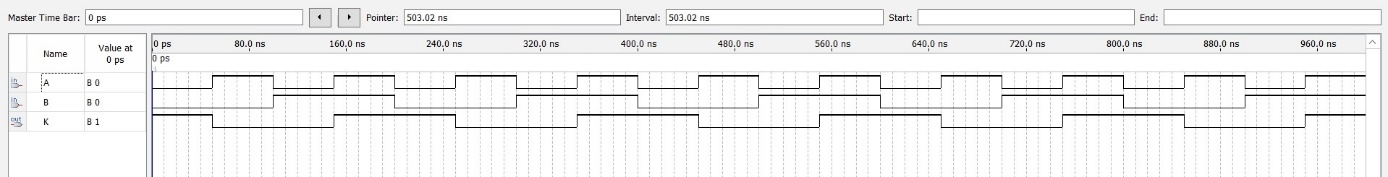 Master Time Bar: 0 ps Pointer: 503.02 ns Interval: 503.02 ns Start: End:
Name Value at 0 ps
0 ps 80.0 ns 160.0 ns 240.0 ns 320.0 ns 400.0 ns 480.0 ns 560.0 ns 640.0 ns 720.0 ns 800.0 ns 880.0 ns 960.0 ns
0 ps
in A B 0
in B B 0
out K B 1